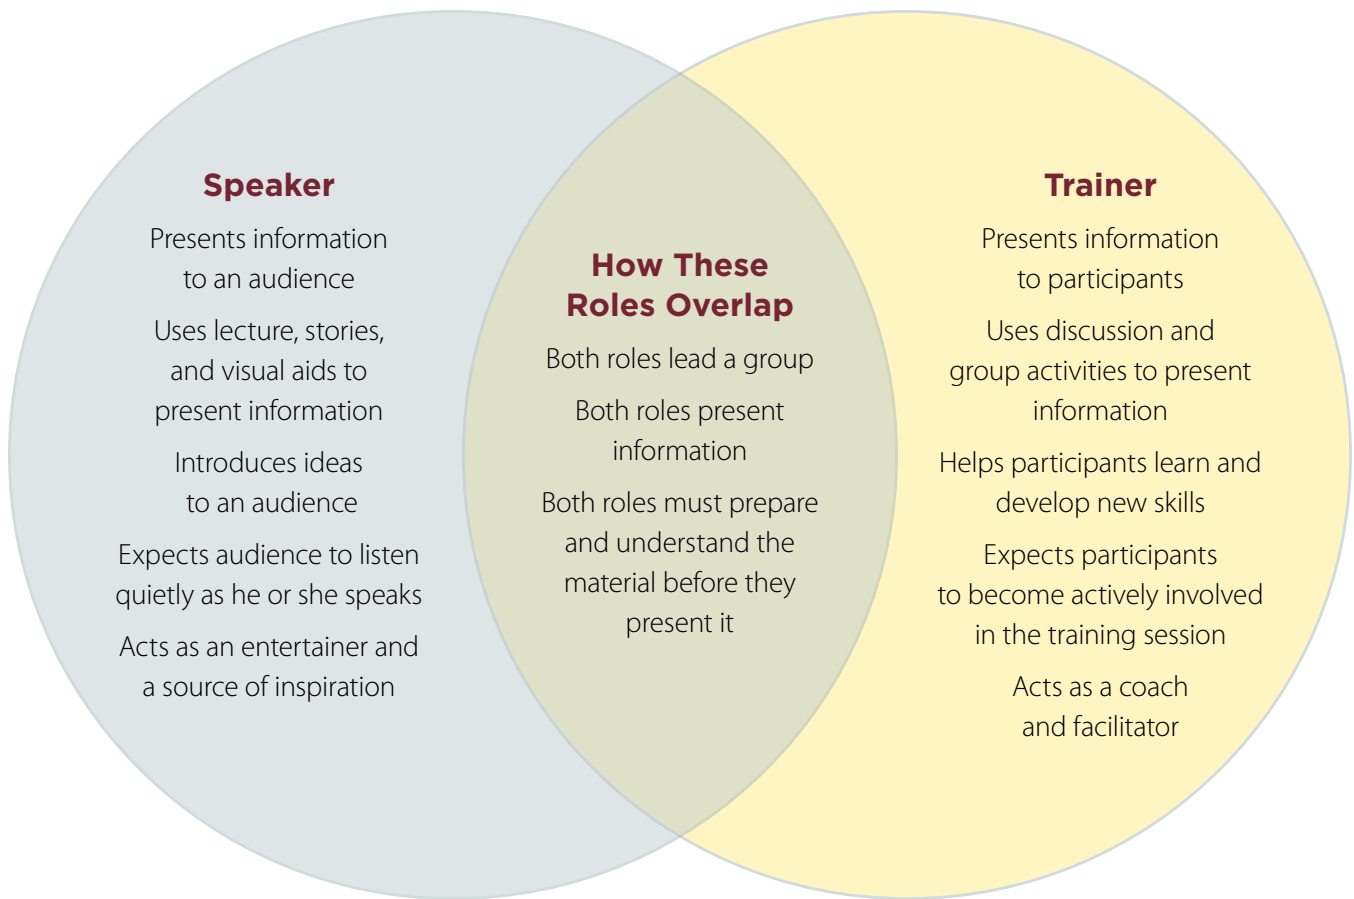 Speaker
Presents information
to an audience
Uses lecture, stories,
and visual aids to
present information
Introduces ideas
to an audience
Expects audience to listen
quietly as he or she speaks
Acts as an entertainer and
a source of inspiration
How These
Roles Overlap
Both roles lead a group
Both roles present
information
Both roles must prepare
and understand the
material before they
present it
Trainer
Presents information
to participants
Uses discussion and
group activities to present
information
Helps participants learn and
develop new skills
Expects participants
to become actively involved
in the training session
Acts as a coach
and facilitator